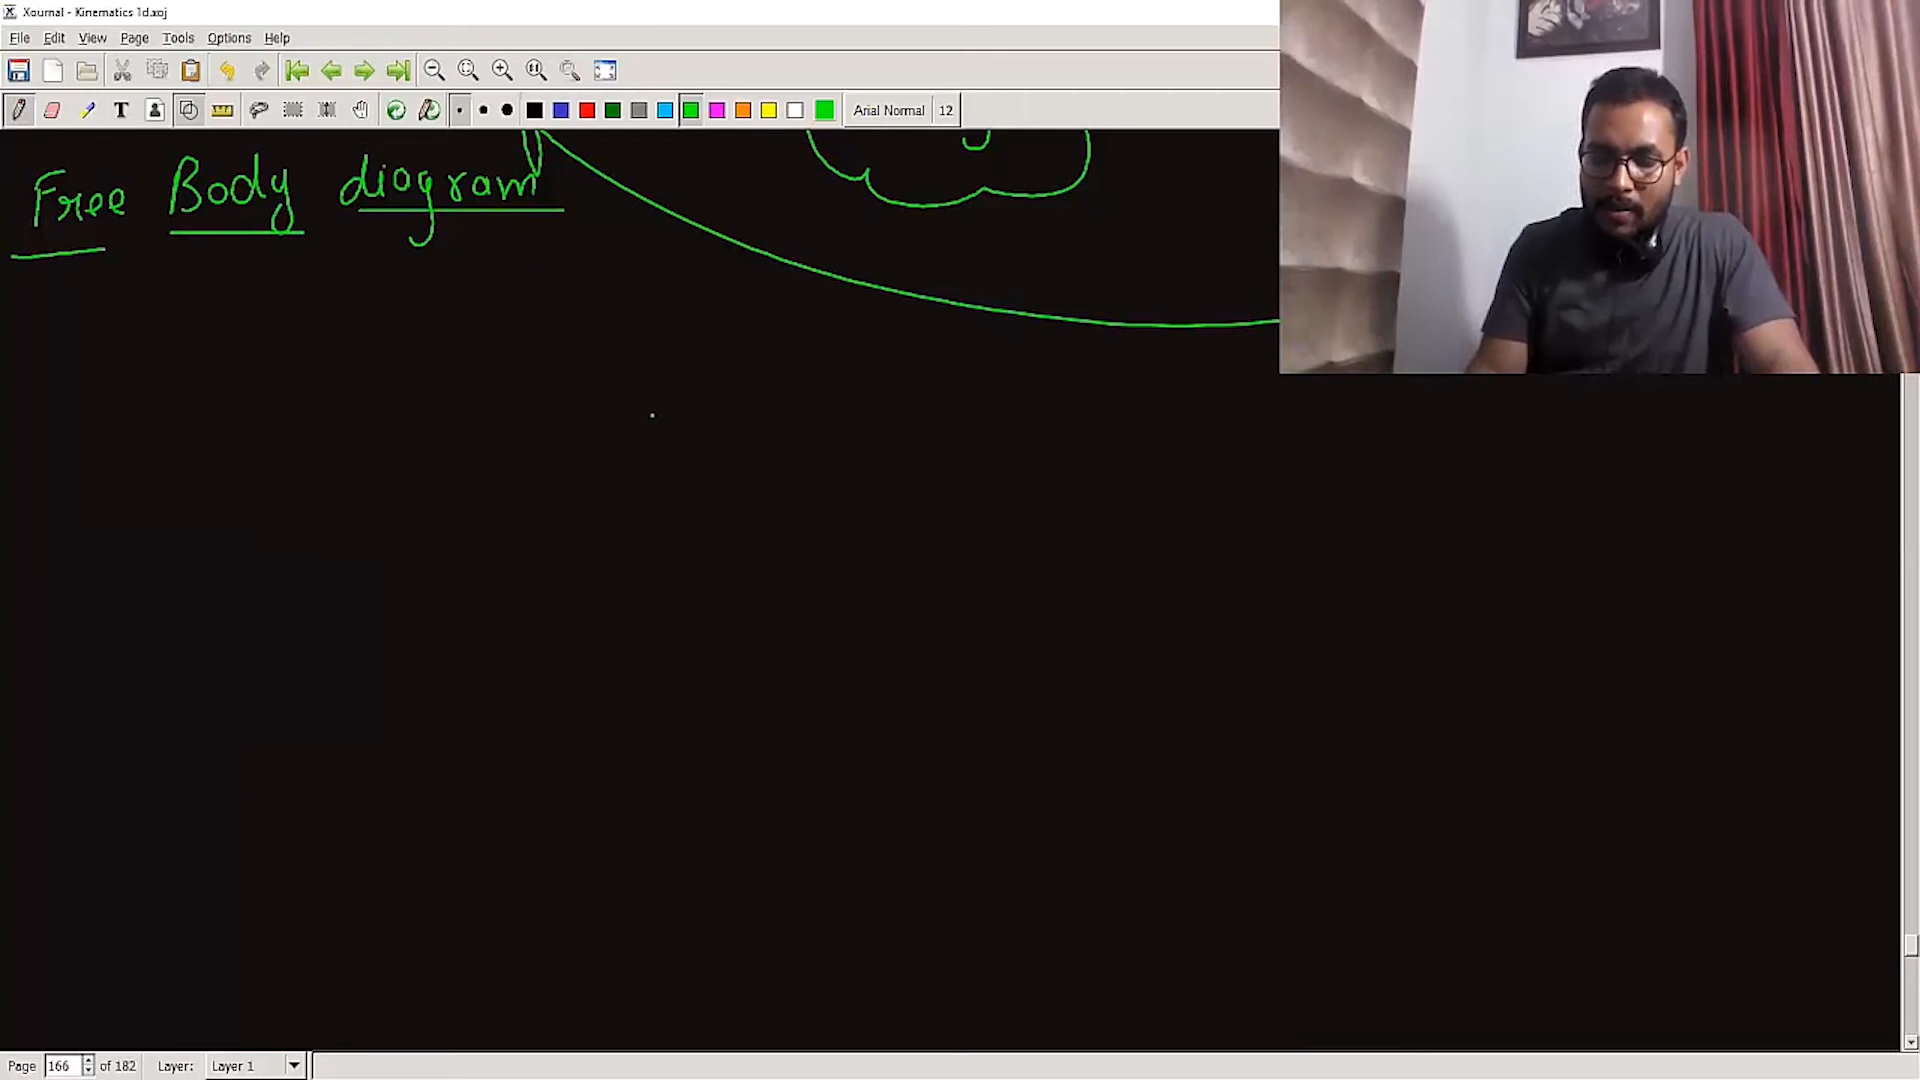 Xournal - Kinematics 1d.xoj
File Edit View Page Tools Options Help
Arial Normal 12
Free Body diagram
Page 166 of 182 Layer: Layer 1